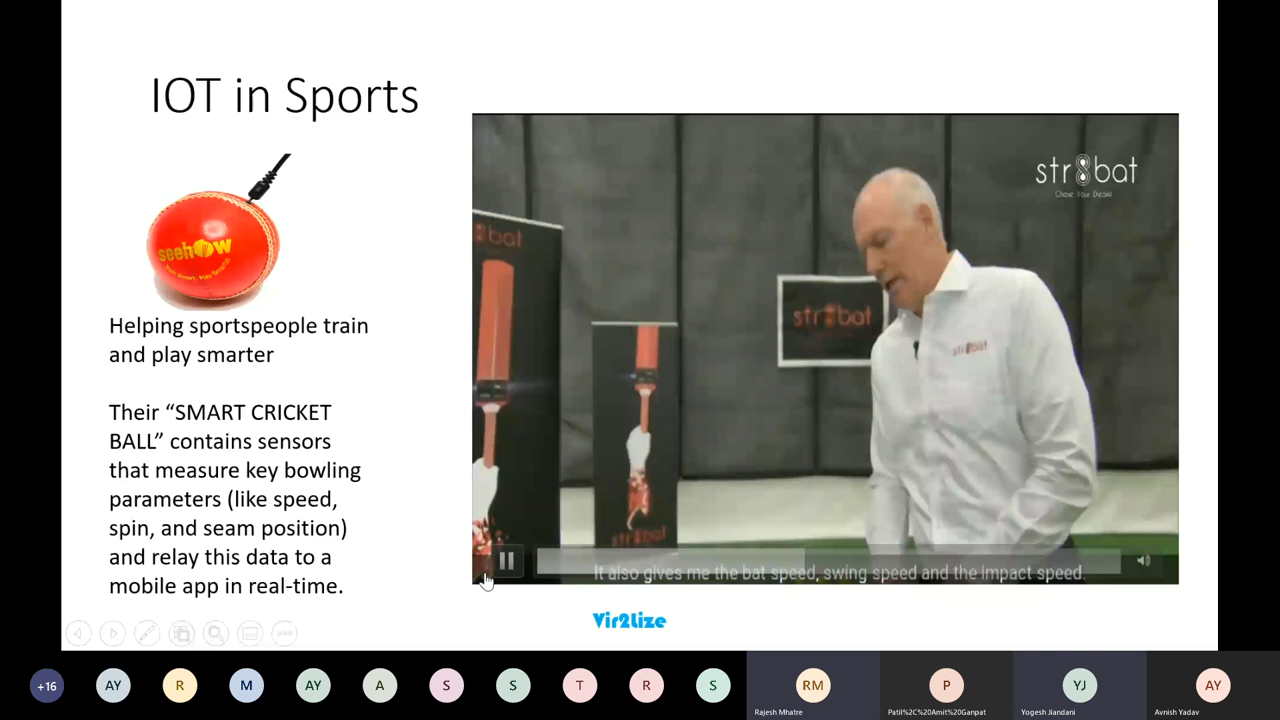 IOT in Sports
seehow
Helping sportspeople train
and play smarter
Their “SMART CRICKET
BALL” contains sensors
that measure key bowling
parameters (like speed,
spin, and seam position)
and relay this data to a
mobile app in real-time.
str8bat
Chase Your Dream!
8bat
str8bat
str8bat
str8bat
It also gives me the bat speed, swing speed and the impact speed.
Vir2lize
+16
AY
R
M
AY
A
S
S
T
R
S
RM
Rajesh Mhatre
P
Patil%2C%20Amit%20Ganpat
YJ
Yogesh Jiandani
AY
Avnish Yadav